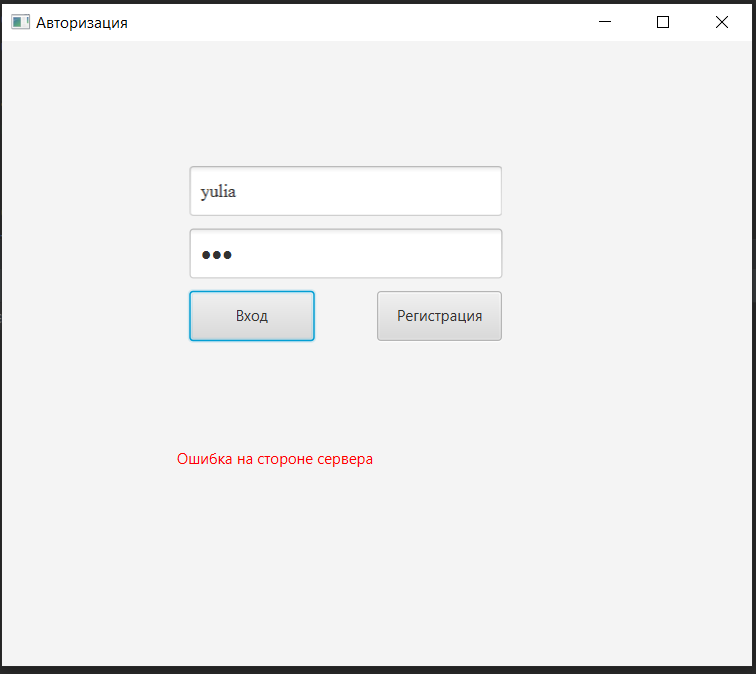 Авторизация
yulia
●●●
Вход
Регистрация
Ошибка на стороне сервера